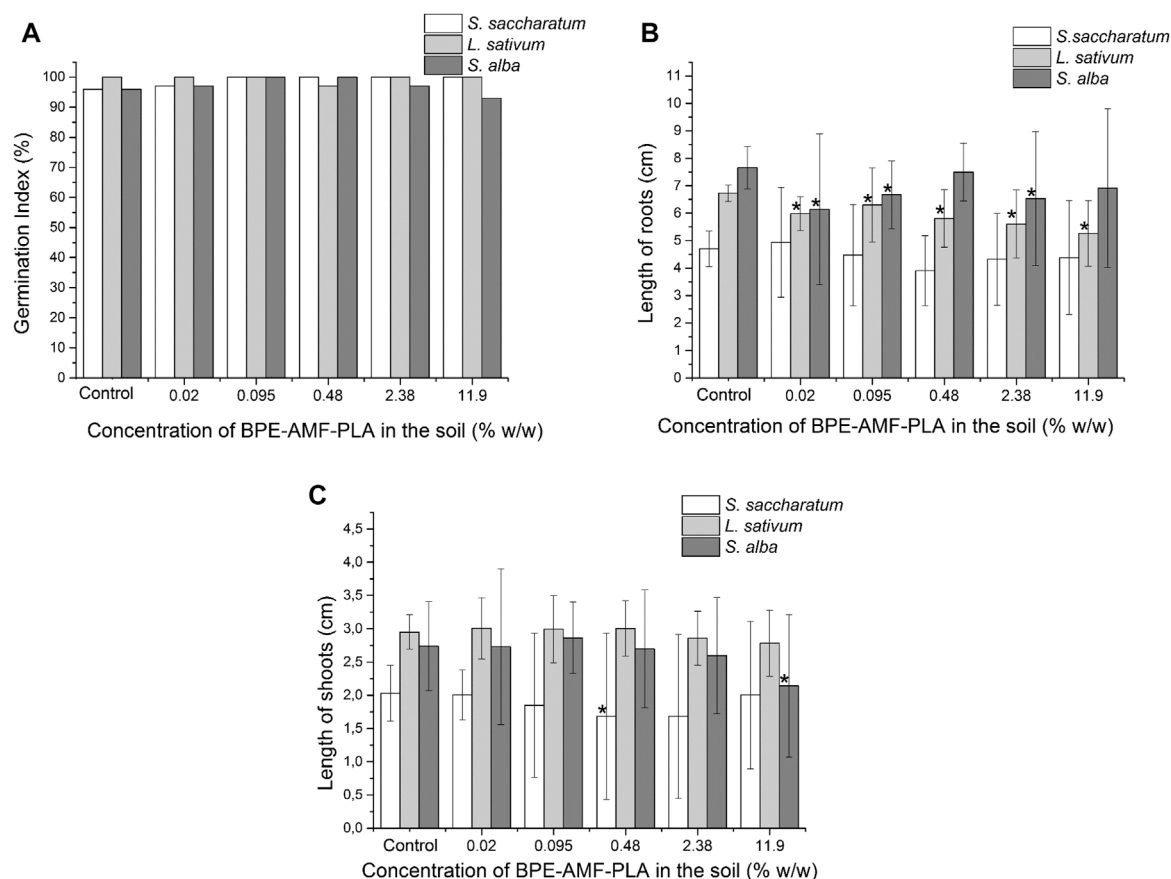 A
S. saccharatum
L. sativum
S. alba
100
90
80
70
60
50
40
30
20
10
0
Germination Index (%)
Control 0.02 0.095 0.48 2.38 11.9
Concentration of BPE-AMF-PLA in the soil (% w/w)
B
S.saccharatum
L. sativum
S. alba
11
10
9
8
7
6
5
4
3
2
1
0
Length of roots (cm)
* * * * * * * *
Control 0.02 0.095 0.48 2.38 11.9
Concentration of BPE-AMF-PLA in the soil (% w/w)
C
S. saccharatum
L. sativum
S. alba
4,5
4,0
3,5
3,0
2,5
2,0
1,5
1,0
0,5
0,0
Length of shoots (cm)
* *
Control 0.02 0.095 0.48 2.38 11.9
Concentration of BPE-AMF-PLA in the soil (% w/w)